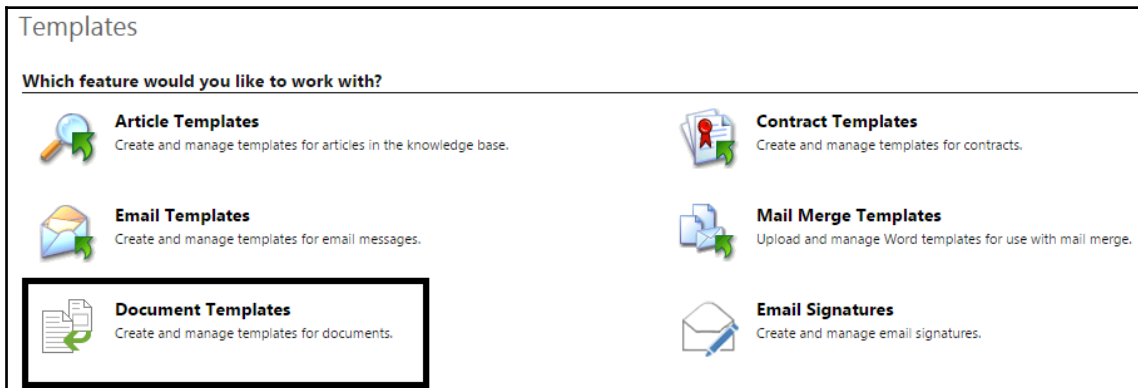 Templates
Which feature would you like to work with?
Article Templates
Create and manage templates for articles in the knowledge base.
Contract Templates
Create and manage templates for contracts.
Email Templates
Create and manage templates for email messages.
Mail Merge Templates
Upload and manage Word templates for use with mail merge.
Document Templates
Create and manage templates for documents.
Email Signatures
Create and manage email signatures.